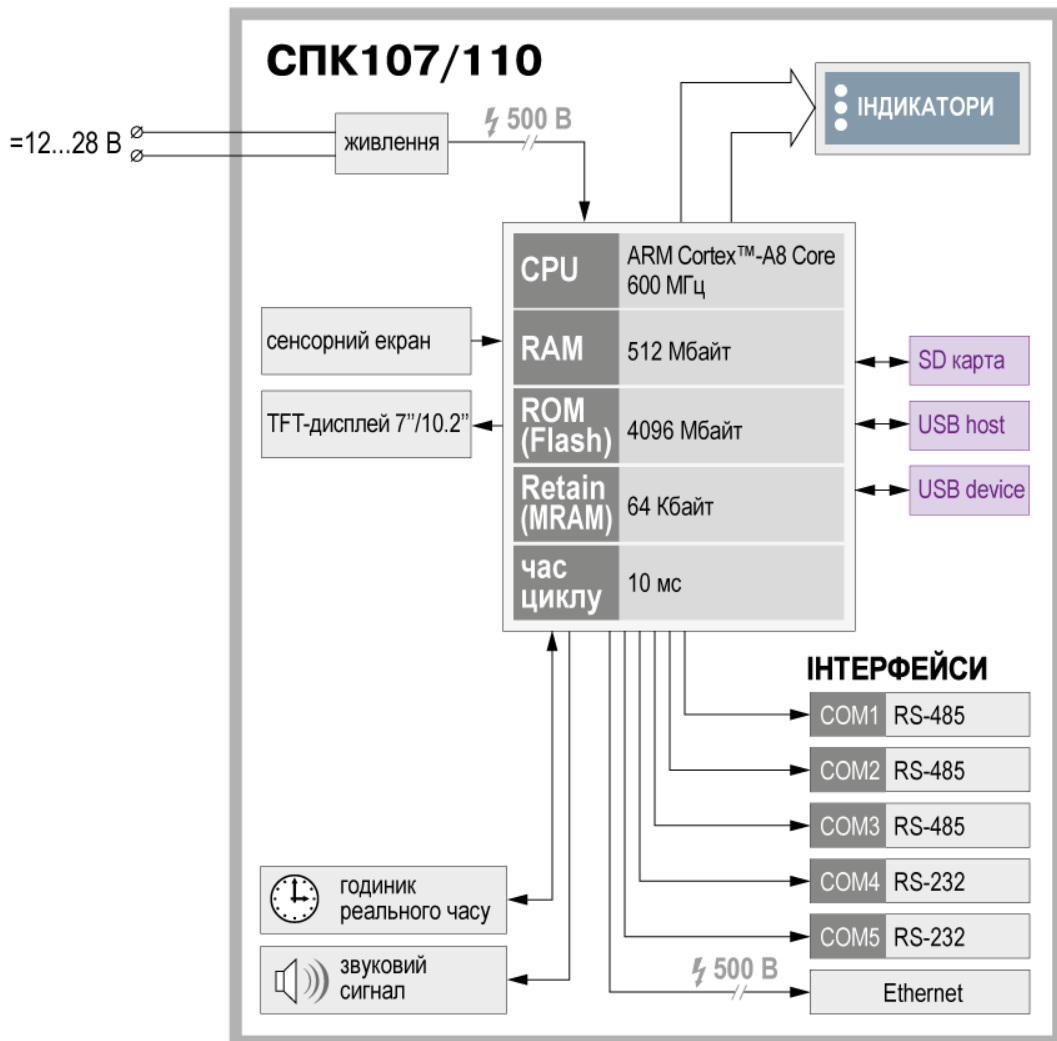 СПК107/110
=12...28 В
живлення
500 В
ІНДИКАТОРИ
CPU
ARM Cortex™-A8 Core
600 МГц
RAM
512 Мбайт
ROM
(Flash)
4096 Мбайт
Retain
(MRAM)
64 Кбайт
час
циклу
10 мс
сенсорний екран
TFT-дисплей 7’’/10.2’’
SD карта
USB host
USB device
ІНТЕРФЕЙСИ
COM1 RS-485
COM2 RS-485
COM3 RS-485
COM4 RS-232
COM5 RS-232
500 В
Ethernet
годиник
реального часу
звуковий
сигнал